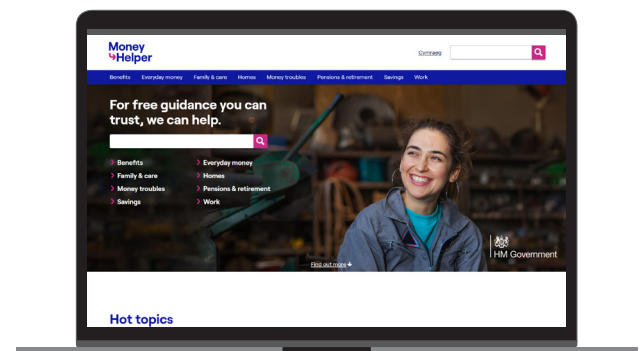 Money
Helper
Cymraeg
Benefits Everyday money Family & care Homes Money troubles Pensions & retirement Savings Work
For free guidance you can
trust, we can help.
Benefits Everyday money
Family & care Homes
Money troubles Pensions & retirement
Savings Work
HM Government
Find out more
Hot topics